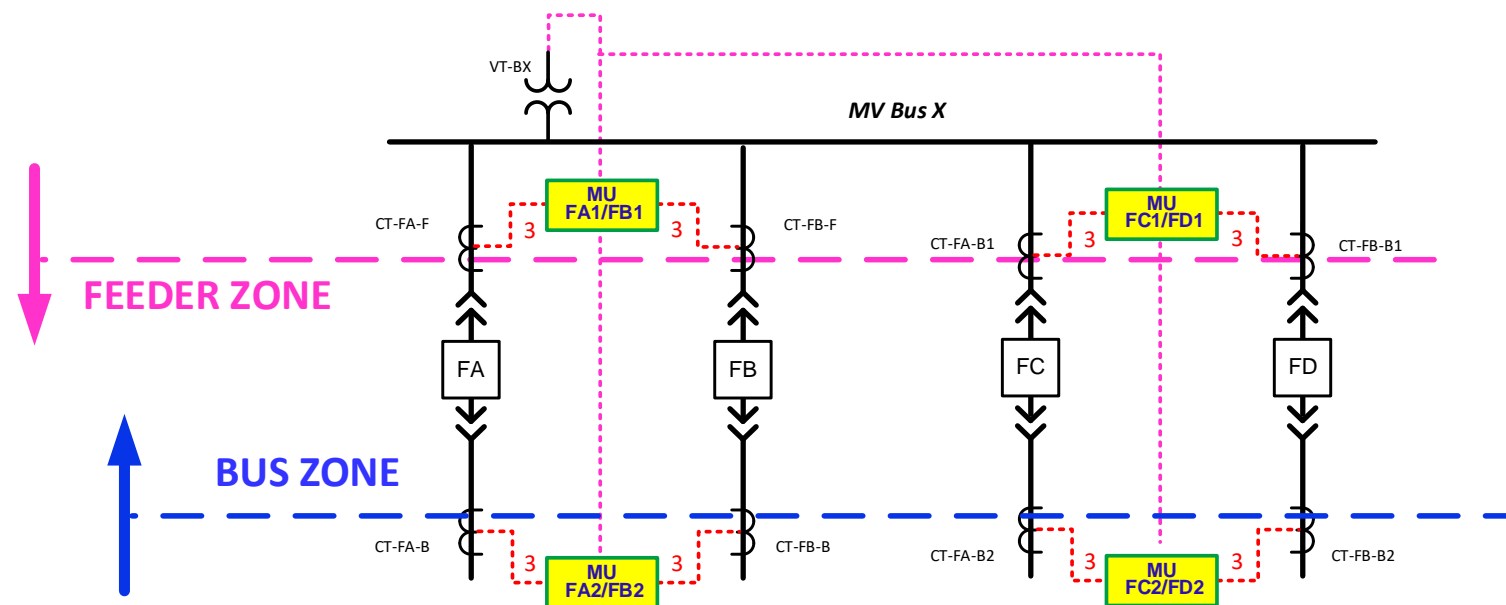 VT-BX
MV Bus X
MU
FA1/FB1
MU
FC1/FD1
CT-FA-F
3
3
CT-FB-F
CT-FA-B1
3
3
CT-FB-B1
FEEDER ZONE
FA
FB
FC
FD
BUS ZONE
CT-FA-B
3
3
CT-FB-B
CT-FA-B2
3
3
CT-FB-B2
MU
FA2/FB2
MU
FC2/FD2